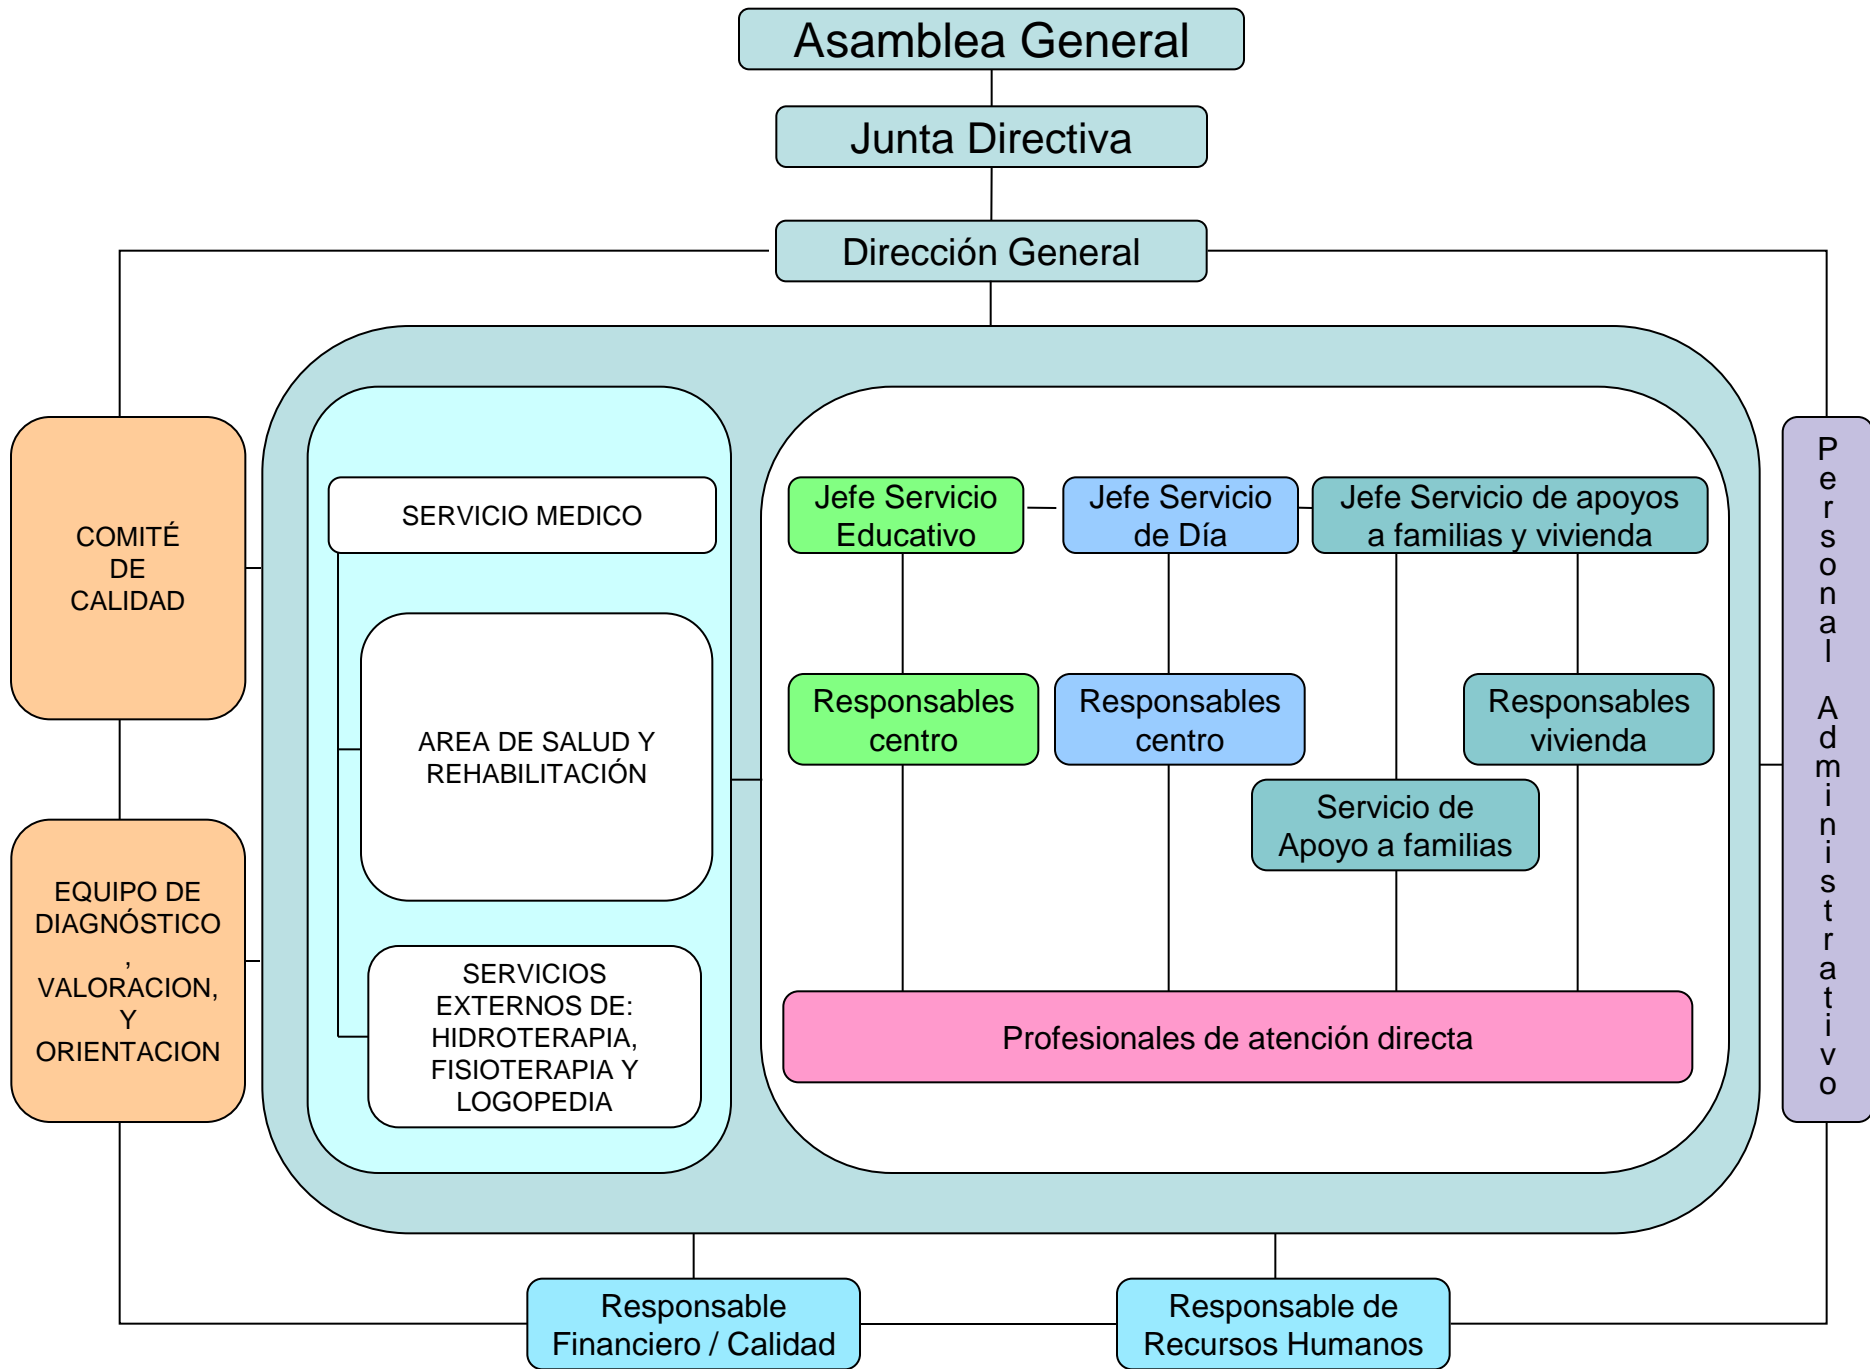 Asamblea General
Junta Directiva
Dirección General
COMITÉ
DE
CALIDAD
EQUIPO DE
DIAGNÓSTICO
,
VALORACION,
Y
ORIENTACION
SERVICIO MEDICO
AREA DE SALUD Y
REHABILITACIÓN
SERVICIOS
EXTERNOS DE:
HIDROTERAPIA,
FISIOTERAPIA Y
LOGOPEDIA
Jefe Servicio
Educativo
Jefe Servicio
de Día
Jefe Servicio de apoyos
a familias y vivienda
Responsables
centro
Responsables
centro
Responsables
vivienda
Servicio de
Apoyo a familias
Profesionales de atención directa
Personal Administrativo
Responsable
Financiero / Calidad
Responsable de
Recursos Humanos